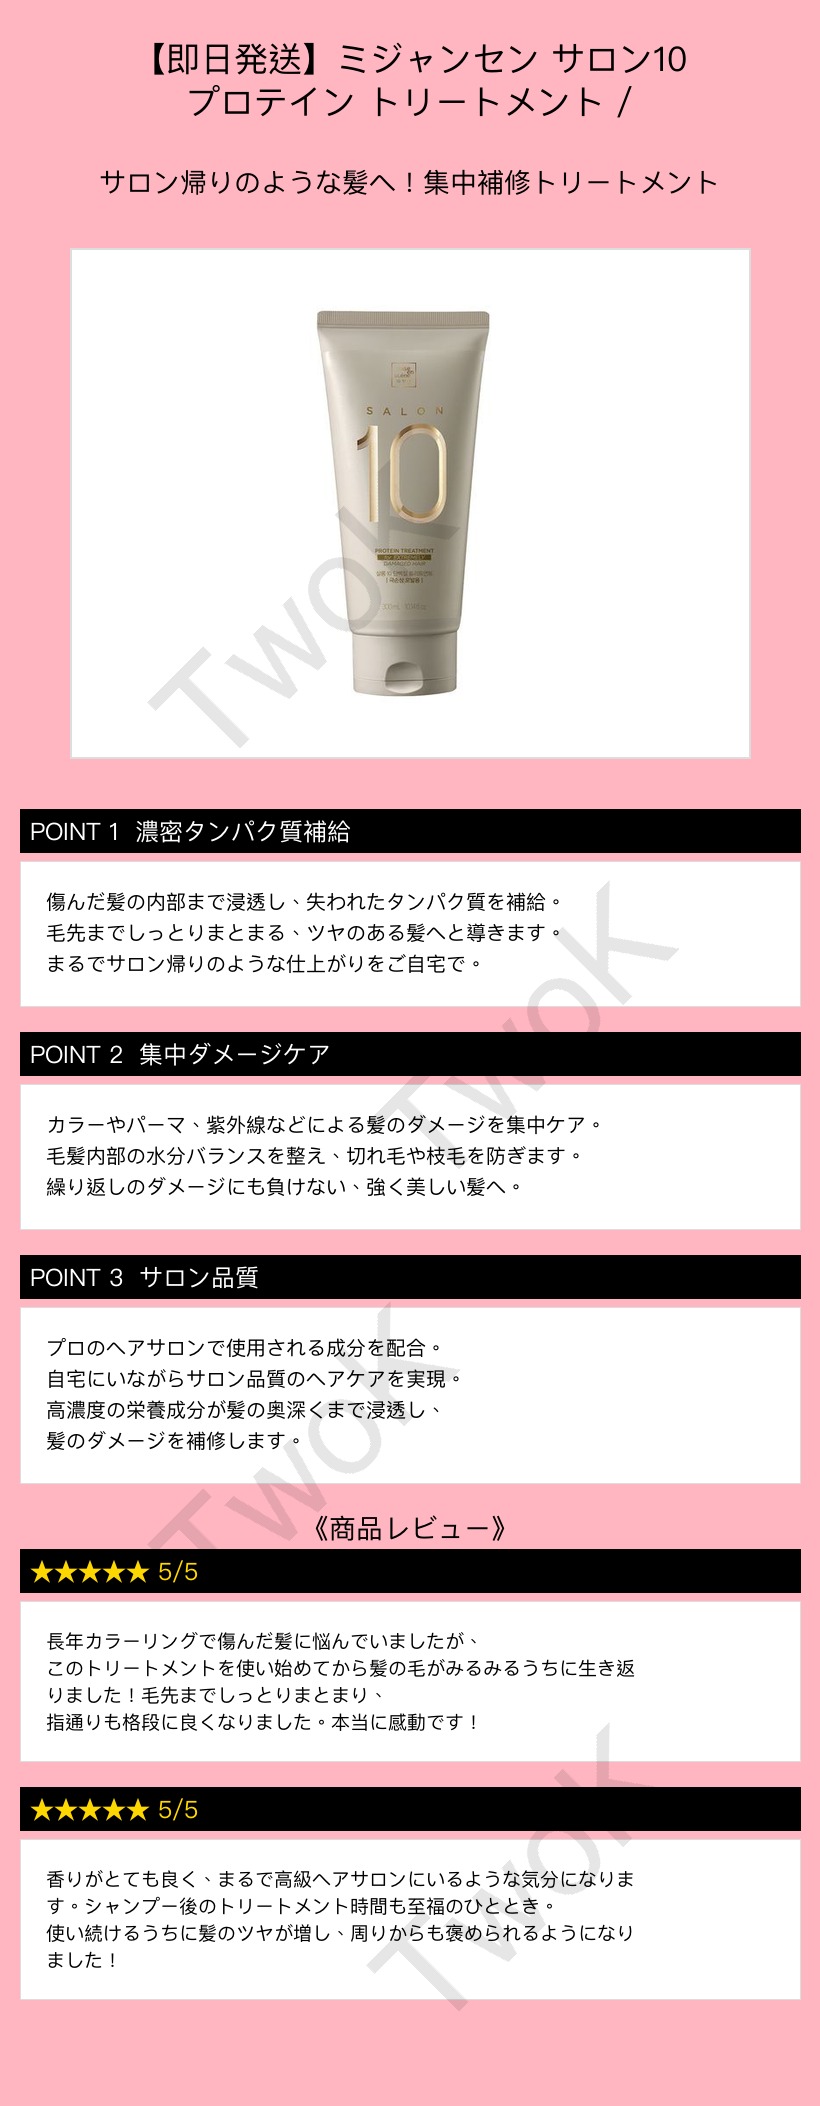 【即日発送】ミジャンセン サロン10
プロテイン トリートメント /
サロン帰りのような髪へ！集中補修トリートメント
SALON
10
PROTEIN TREATMENT
for EXTREMELY
DAMAGED HAIR
TwoK
POINT 1 濃密タンパク質補給
傷んだ髪の内部まで浸透し、失われたタンパク質を補給。
毛先までしっとりまとまる、ツヤのある髪へと導きます。
まるでサロン帰りのような仕上がりをご自宅で。
TwoK
POINT 2 集中ダメージケア
カラーやパーマ、紫外線などによる髪のダメージを集中ケア。
毛髪内部の水分バランスを整え、切れ毛や枝毛を防ぎます。
繰り返しのダメージにも負けない、強く美しい髪へ。
POINT 3 サロン品質
プロのヘアサロンで使用される成分を配合。
自宅にいながらサロン品質のヘアケアを実現。
高濃度の栄養成分が髪の奥深くまで浸透し、
髪のダメージを補修します。
TwoK
《商品レビュー》
★★★★★ 5/5
長年カラーリングで傷んだ髪に悩んでいましたが、
このトリートメントを使い始めてから髪の毛がみるみるうちに生き返
りました！毛先までしっとりまとまり、
指通りも格段に良くなりました。本当に感動です！
★★★★★ 5/5
香りがとても良く、まるで高級ヘアサロンにいるような気分になりま
す。シャンプー後のトリートメント時間も至福のひととき。
使い続けるうちに髪のツヤが増し、周りからも褒められるようになり
ました！
TwoK